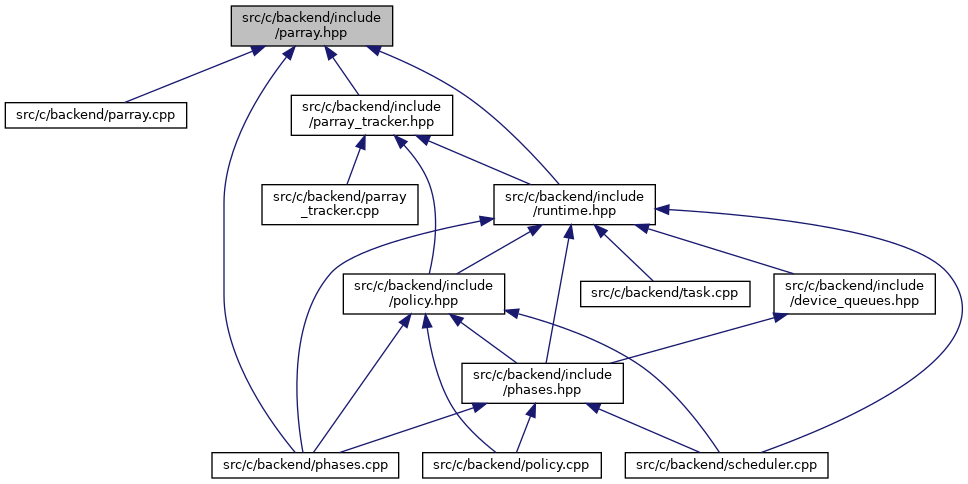 src/c/backend/include
/parray.hpp
src/c/backend/parray.cpp
src/c/backend/include
/parray_tracker.hpp
src/c/backend/parray
_tracker.cpp
src/c/backend/include
/runtime.hpp
src/c/backend/include
/policy.hpp
src/c/backend/task.cpp
src/c/backend/include
/device_queues.hpp
src/c/backend/include
/phases.hpp
src/c/backend/phases.cpp
src/c/backend/policy.cpp
src/c/backend/scheduler.cpp